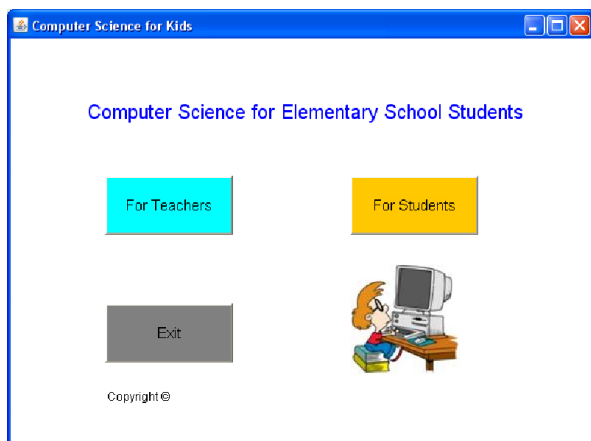 Computer Science for Kids
Computer Science for Elementary School Students
For Teachers
For Students
Exit
Copyright ©